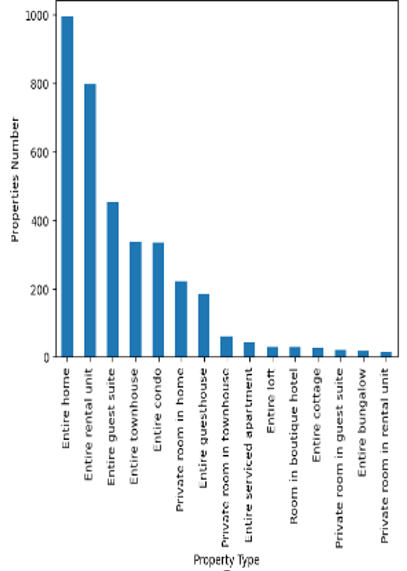 Properties Number
1000
800
600
400
200
0
Entire home
Entire rental unit
Entire guest suite
Entire townhouse
Entire condo
Private room in home
Entire guesthouse
Private room in townhouse
Entire serviced apartment
Entire loft
Room in boutique hotel
Entire cottage
Private room in guest suite
Entire bungalow
Private room in rental unit
Property Type